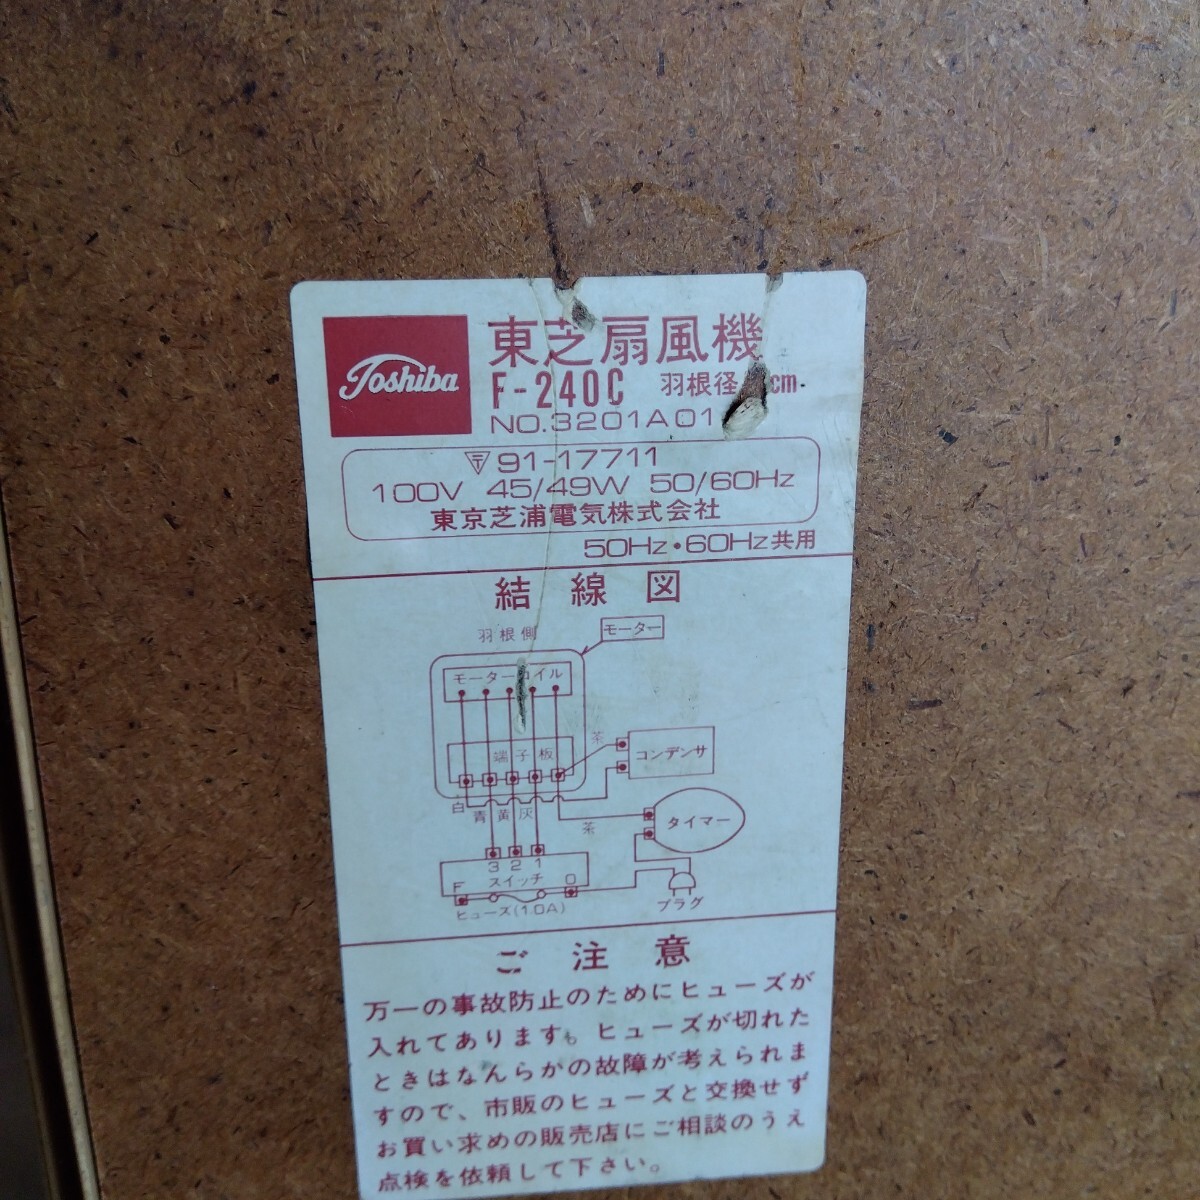 Toshiba
東芝扇風機
F-240C 羽根径 cm
NO.3201A01
〒 91-17711
100V 45/49W 50/60Hz
東京芝浦電気株式会社
50Hz・60Hz共用
結線図
羽根側
モーター
モーターコイル
端子板
茶
コンデンサ
白
青 黄 灰
茶
タイマー
3 2 1
F スイッチ O
ヒューズ(1.0A)
プラグ
ご注意
万一の事故防止のためにヒューズが
入れてあります。ヒューズが切れた
ときはなんらかの故障が考えられま
すので、市販のヒューズと交換せず
お買い求めの販売店にご相談のうえ
点検を依頼して下さい。